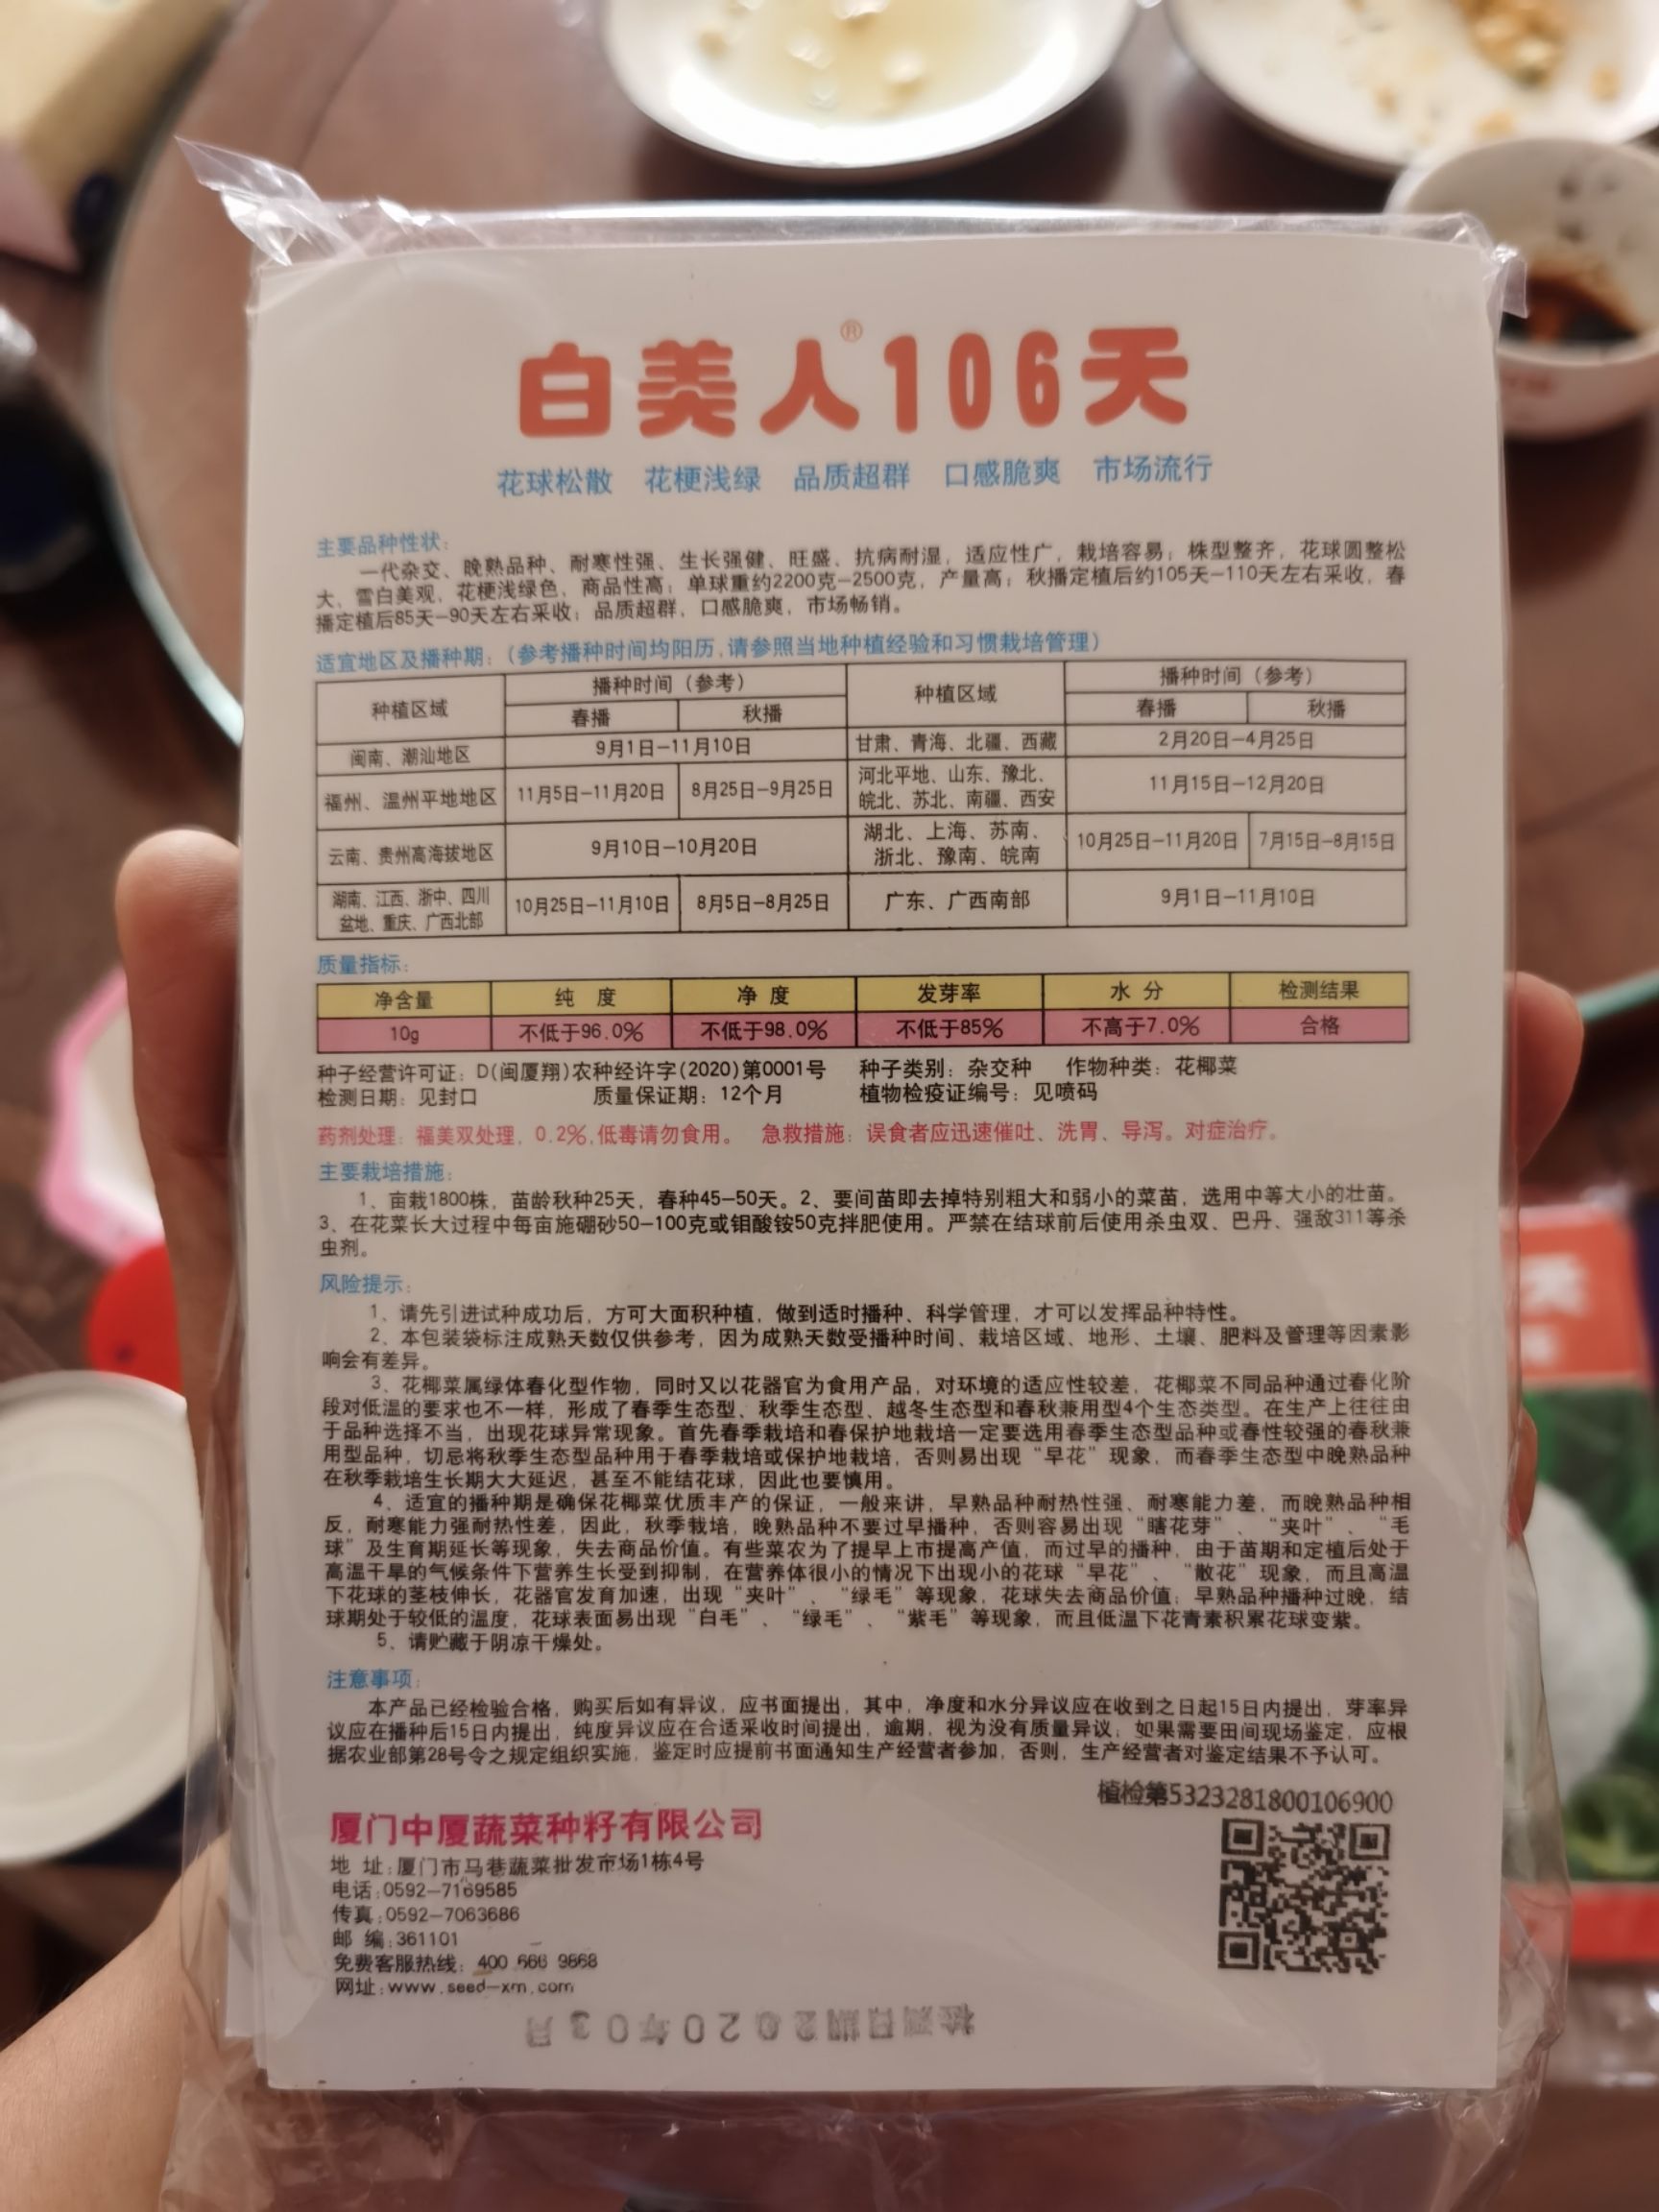 白美人®106天
花球松散 花梗浅绿 品质超群 口感脆爽 市场流行
主要品种性状:
一代杂交、晚熟品种、耐寒性强、生长强健、旺盛、抗病耐湿,适应性广,栽培容易;株型整齐,花球圆整松
大,雪白美观,花梗浅绿色,商品性高;单球重约2200克-2500克,产量高;秋播定植后约105天-110天左右采收,春
播定植后85天-90天左右采收;品质超群,口感脆爽,市场畅销。
适宜地区及播种期:(参考播种时间均阳历,请参照当地种植经验和习惯栽培管理)
种植区域 播种时间(参考) 种植区域 播种时间(参考)
春播 秋播 春播 秋播
闽南、潮汕地区 9月1日-11月10日 甘肃、青海、北疆、西藏 2月20日-4月25日
福州、温州平地地区 11月5日-11月20日 8月25日-9月25日 河北平地、山东、豫北、
皖北、苏北、南疆、西安 11月15日-12月20日
云南、贵州高海拔地区 9月10日-10月20日 湖北、上海、苏南、
浙北、豫南、皖南 10月25日-11月20日 7月15日-8月15日
湖南、江西、浙中、四川
盆地、重庆、广西北部 10月25日-11月10日 8月5日-8月25日 广东、广西南部 9月1日-11月10日
质量指标:
净含量 纯 度 净 度 发芽率 水 分 检测结果
10g 不低于96.0% 不低于98.0% 不低于85% 不高于7.0% 合格
种子经营许可证:D(闽厦翔)农种经许字(2020)第0001号 种子类别:杂交种 作物种类:花椰菜
检测日期:见封口 质量保证期:12个月 植物检疫证编号:见喷码
药剂处理:福美双处理,0.2%,低毒请勿食用。 急救措施:误食者应迅速催吐、洗胃、导泻。对症治疗。
主要栽培措施:
1、亩栽1800株,苗龄秋种25天,春种45-50天。2、要间苗即去掉特别粗大和弱小的菜苗,选用中等大小的壮苗。
3、在花菜长大过程中每亩施硼砂50-100克或钼酸铵50克拌肥使用。严禁在结球前后使用杀虫双、巴丹、强敌311等杀
虫剂。
风险提示:
1、请先引进试种成功后,方可大面积种植,做到适时播种、科学管理,才可以发挥品种特性。
2、本包装袋标注成熟天数仅供参考,因为成熟天数受播种时间、栽培区域、地形、土壤、肥料及管理等因素影
响会有差异。
3、花椰菜属绿体春化型作物,同时又以花器官为食用产品,对环境的适应性较差,花椰菜不同品种通过春化阶
段对低温的要求也不一样,形成了春季生态型、秋季生态型、越冬生态型和春秋兼用型4个生态类型。在生产上往往由
于品种选择不当,出现花球异常现象。首先春季栽培和春保护地栽培一定要选用春季生态型品种或春性较强的春秋兼
用型品种,切忌将秋季生态型品种用于春季栽培或保护地栽培,否则易出现“早花”现象,而春季生态型中晚熟品种
在秋季栽培生长期大大延迟,甚至不能结花球,因此也要慎用。
4、适宜的播种期是确保花椰菜优质丰产的保证,一般来讲,早熟品种耐热性强、耐寒能力差,而晚熟品种相
反,耐寒能力强耐热性差,因此,秋季栽培,晚熟品种不要过早播种,否则容易出现“瞎花芽”、“夹叶”、“毛
球”及生育期延长等现象,失去商品价值。有些菜农为了提早上市提高产值,而过早的播种,由于苗期和定植后处于
高温干旱的气候条件下营养生长受到抑制,在营养体很小的情况下出现小的花球“早花”、“散花”现象,而且高温
下花球的茎枝伸长,花器官发育加速,出现“夹叶”、“绿毛”等现象,花球失去商品价值;早熟品种播种过晚,结
球期处于较低的温度,花球表面易出现“白毛”、“绿毛”、“紫毛”等现象,而且低温下花青素积累花球变紫。
5、请贮藏于阴凉干燥处。
注意事项:
本产品已经检验合格,购买后如有异议,应书面提出,其中,净度和水分异议应在收到之日起15日内提出,芽率异
议应在播种后15日内提出,纯度异议应在合适采收时间提出,逾期,视为没有质量异议;如果需要田间现场鉴定,应根
据农业部第28号令之规定组织实施,鉴定时应提前书面通知生产经营者参加,否则,生产经营者对鉴定结果不予认可。
植检第5323281800106900
厦门中厦蔬菜种籽有限公司
地 址:厦门市马巷蔬菜批发市场1栋4号
电话:0592-7169585
传真:0592-7063686
邮 编:361101
免费客服热线:400 666 9868
网址:www.seed-xm.com
检测日期2020年03月